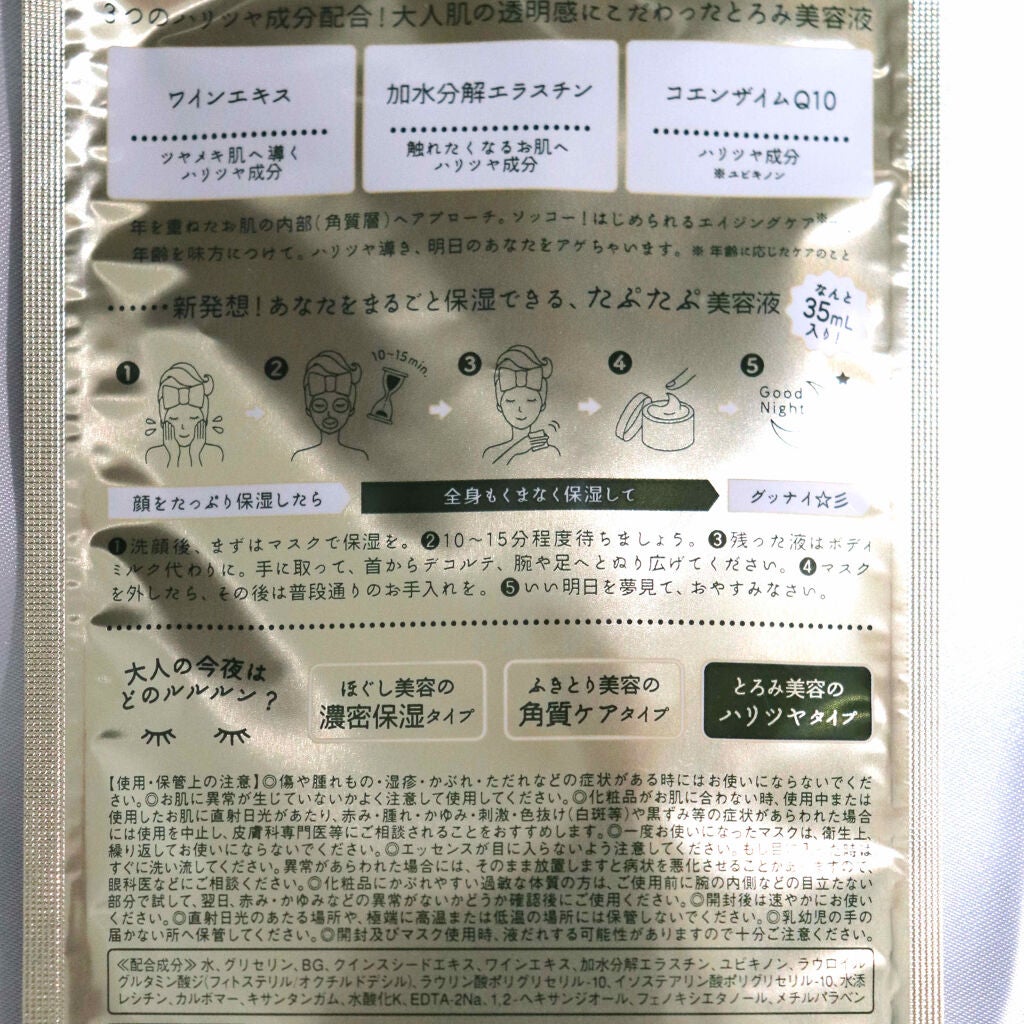 3つのハリツヤ成分配合!大人肌の透明感にこだわったとろみ美容液
ワインエキス
ツヤメキ肌へ導く
ハリツヤ成分
加水分解エラスチン
触れたくなるお肌へ
ハリツヤ成分
コエンザイムQ10
ハリツヤ成分
※ユビキノン
年を重ねたお肌の内部(角質層)へアプローチ。ソッコー!はじめられるエイジングケア※
年齢を味方につけて。ハリツヤ導き、明日のあなたをアゲちゃいます。※年齢に応じたケアのこと
新発想!あなたをまるごと保湿できる、たぷたぷ美容液
なんと
35mL
入り!
❶
❷
10~15min.
❸
❹
❺
Good
Night
顔をたっぷり保湿したら
全身もくまなく保湿して
グッナイ☆彡
❶洗顔後、まずはマスクで保湿を。❷10~15分程度待ちましょう。❸残った液はボディ
ミルク代わりに。手に取って、首からデコルテ、腕や足へとぬり広げてください。❹マスク
を外したら、その後は普段通りのお手入れを。❺いい明日を夢見て、おやすみなさい。
大人の今夜は
どのルルルン?
ほぐし美容の
濃密保湿タイプ
ふきとり美容の
角質ケアタイプ
とろみ美容の
ハリツヤタイプ
【使用・保管上の注意】◎傷や腫れもの・湿疹・かぶれ・ただれなどの症状がある時にはお使いにならないでくだ
さい。◎お肌に異常が生じていないかよく注意して使用してください。◎化粧品がお肌に合わない時、使用中または
使用したお肌に直射日光があたり、赤み・腫れ・かゆみ・刺激・色抜け(白斑等)や黒ずみ等の症状があらわれた場合
には使用を中止し、皮膚科専門医等にご相談されることをおすすめします。◎一度お使いになったマスクは、衛生上、
繰り返してお使いにならないでください。◎エッセンスが目に入らないよう注意してください。もし目に入った時は
すぐに洗い流してください。異常があらわれた場合には、そのまま放置しますと病状を悪化させることがありますので、
眼科医などにご相談ください。◎化粧品にかぶれやすい過敏な体質の方は、ご使用前に腕の内側などの目立たない
部分で試して、翌日、赤み・かゆみなどの異常がないかどうか確認後にご使用ください。◎開封後は速やかにお使い
ください。◎直射日光のあたる場所や、極端に高温または低温の場所には保管しないでください。◎乳幼児の手の
届かない所へ保管してください。◎開封及びマスク使用時、液だれする可能性がありますので十分ご注意ください。
≪配合成分≫水、グリセリン、BG、クインスシードエキス、ワインエキス、加水分解エラスチン、ユビキノン、ラウロイル
グルタミン酸ジ(フィトステリル/オクチルドデシル)、ラウリン酸ポリグリセリル-10、イソステアリン酸ポリグリセリル-10、水添
レシチン、カルボマー、キサンタンガム、水酸化K、EDTA-2Na、1,2-ヘキサンジオール、フェノキシエタノール、メチルパラベン